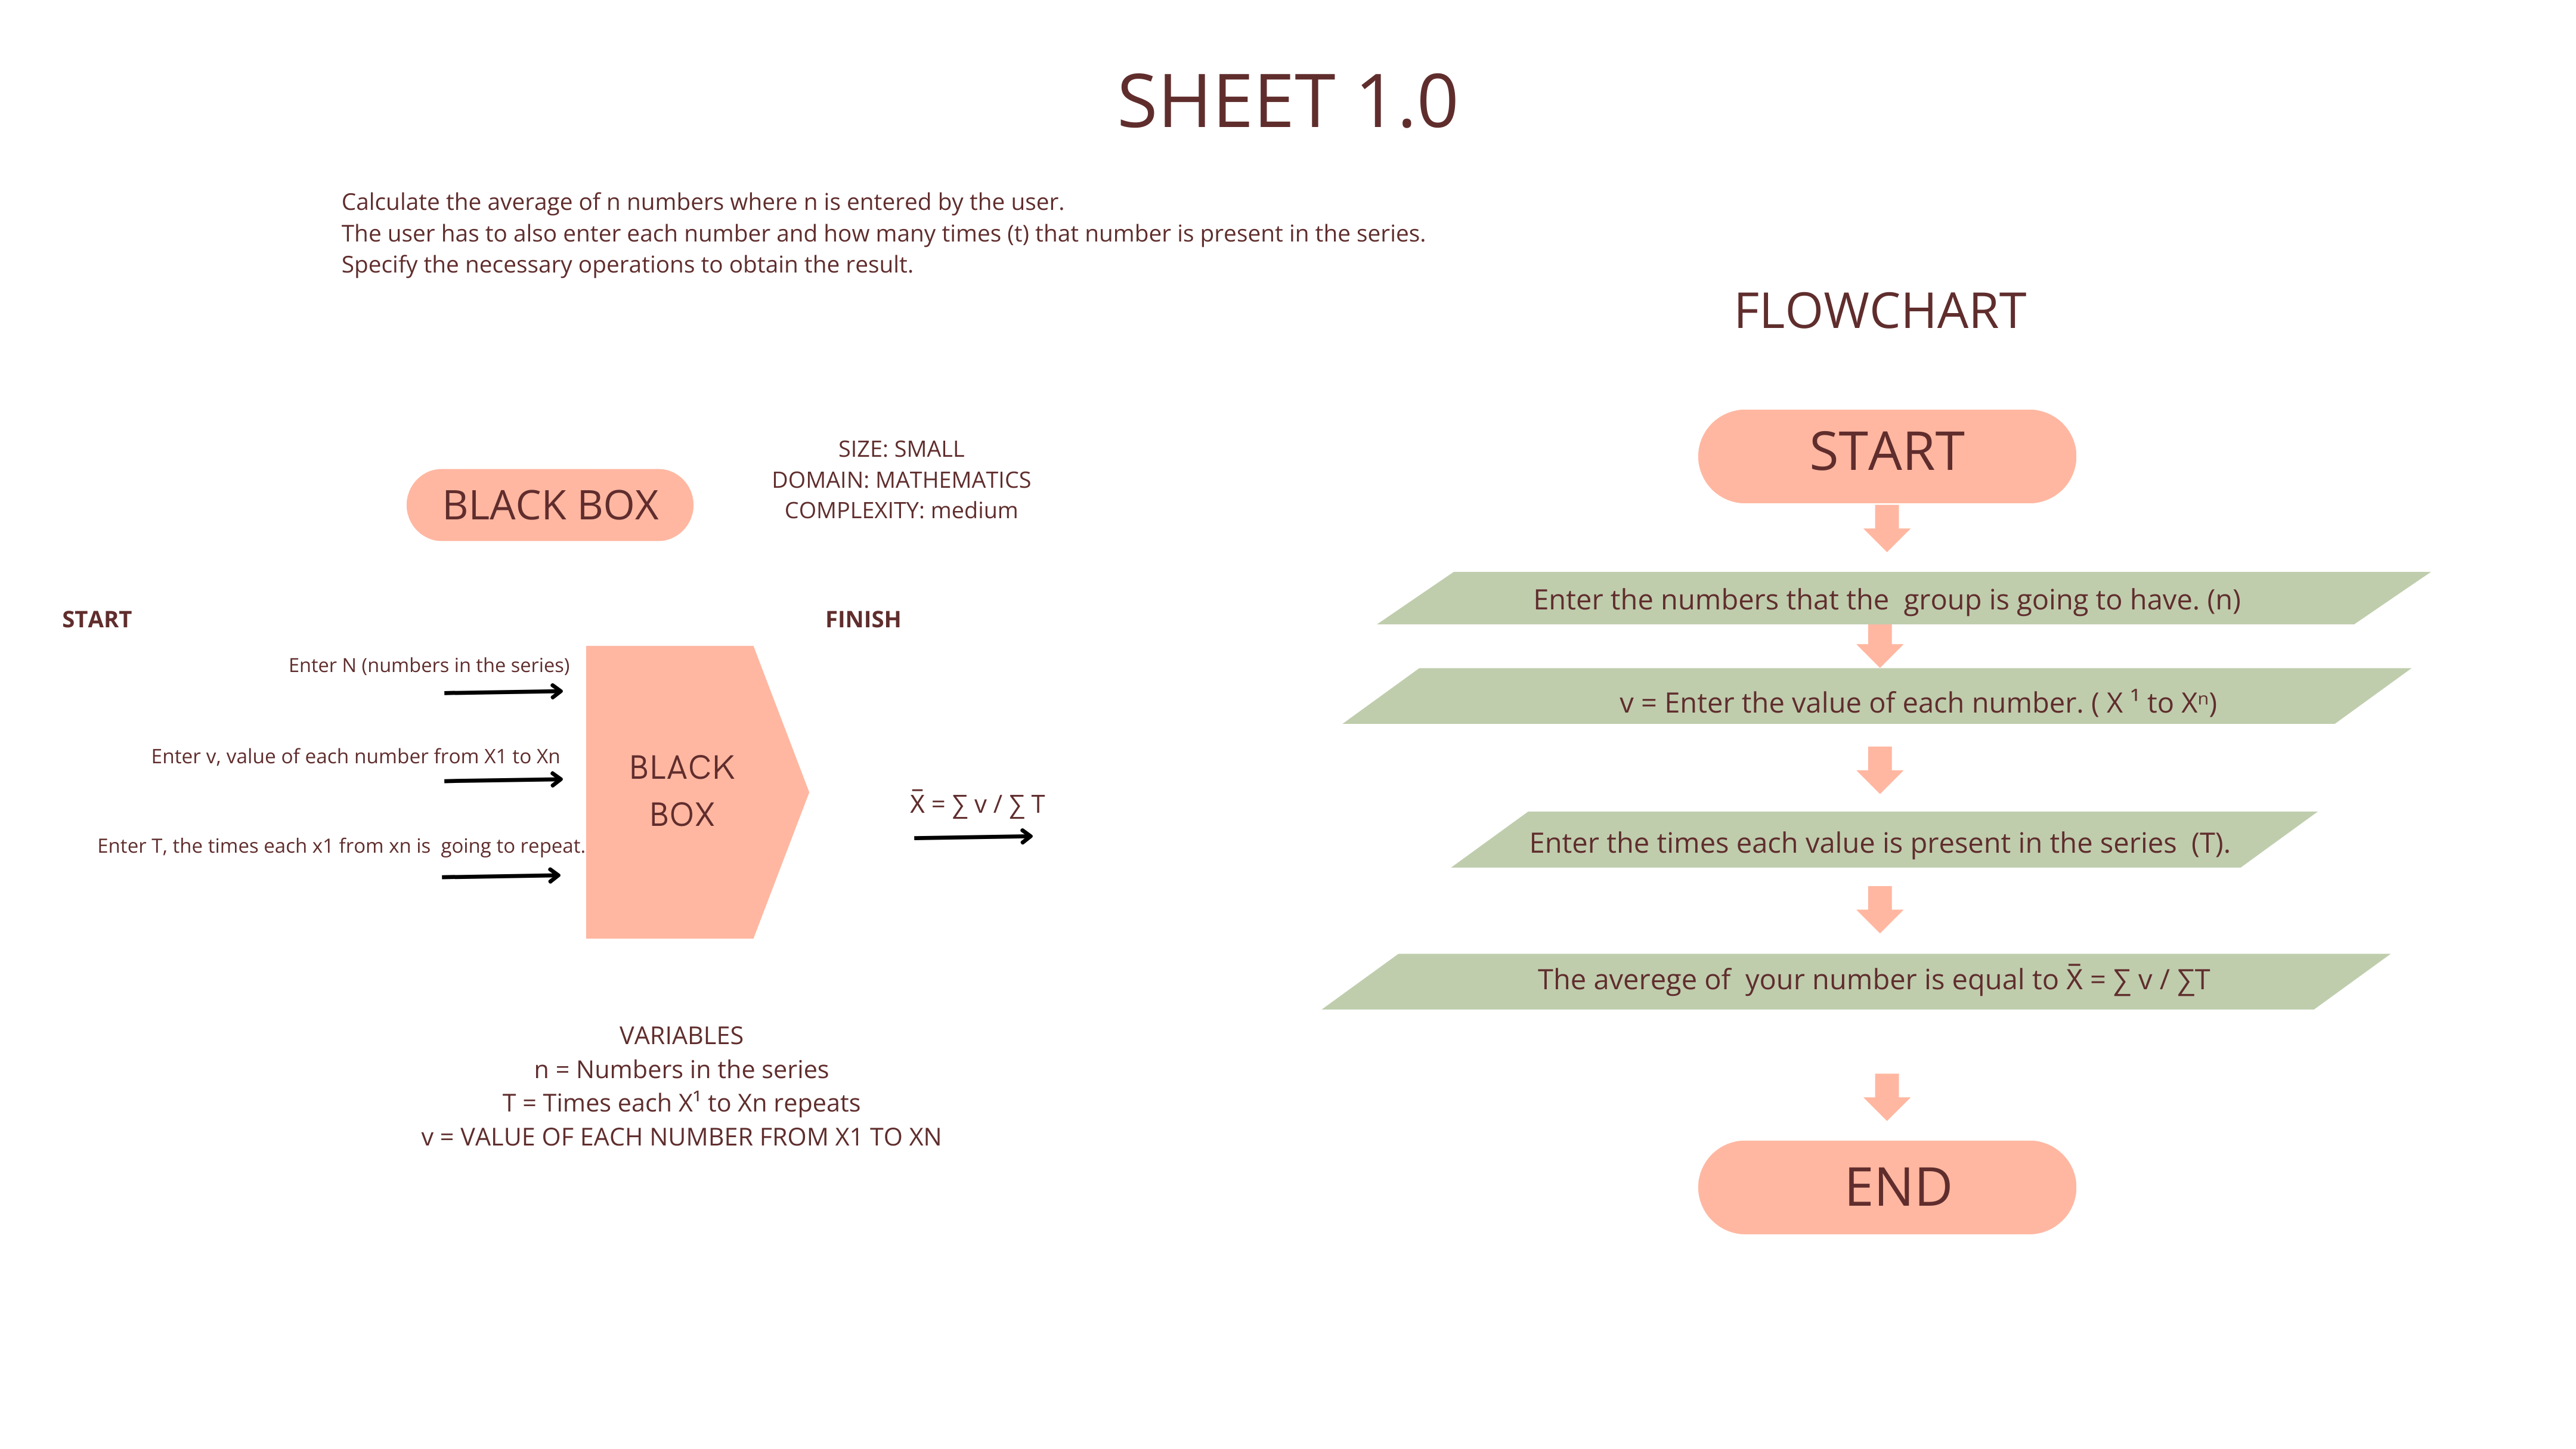 SHEET 1.0
Calculate the average of n numbers where n is entered by the user.
The user has to also enter each number and how many times (t) that number is present in the series.
Specify the necessary operations to obtain the result.
BLACK BOX
SIZE: SMALL
DOMAIN: MATHEMATICS
COMPLEXITY: medium
START
FINISH
Enter N (numbers in the series)
Enter v, value of each number from X1 to Xn
Enter T, the times each x1 from xn is going to repeat.
BLACK
BOX
X̄ = ∑ v / ∑ T
VARIABLES
n = Numbers in the series
T = Times each X¹ to Xn repeats
v = VALUE OF EACH NUMBER FROM X1 TO XN
FLOWCHART
START
Enter the numbers that the group is going to have. (n)
v = Enter the value of each number. ( X ¹ to Xⁿ)
Enter the times each value is present in the series (T).
The averege of your number is equal to X̄ = ∑ v / ∑T
END